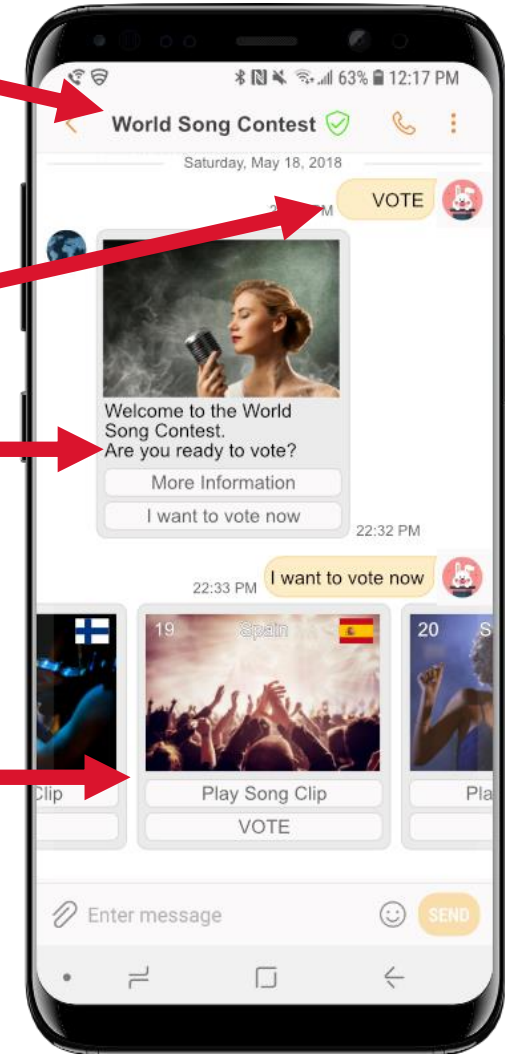 63% 12:17 PM
World Song Contest
Saturday, May 18, 2018
VOTE
Welcome to the World
Song Contest.
Are you ready to vote?
More Information
I want to vote now
22:32 PM
I want to vote now
22:33 PM
19 Spain
20 S
Clip
Play Song Clip
Pla
VOTE
Enter message
SEND